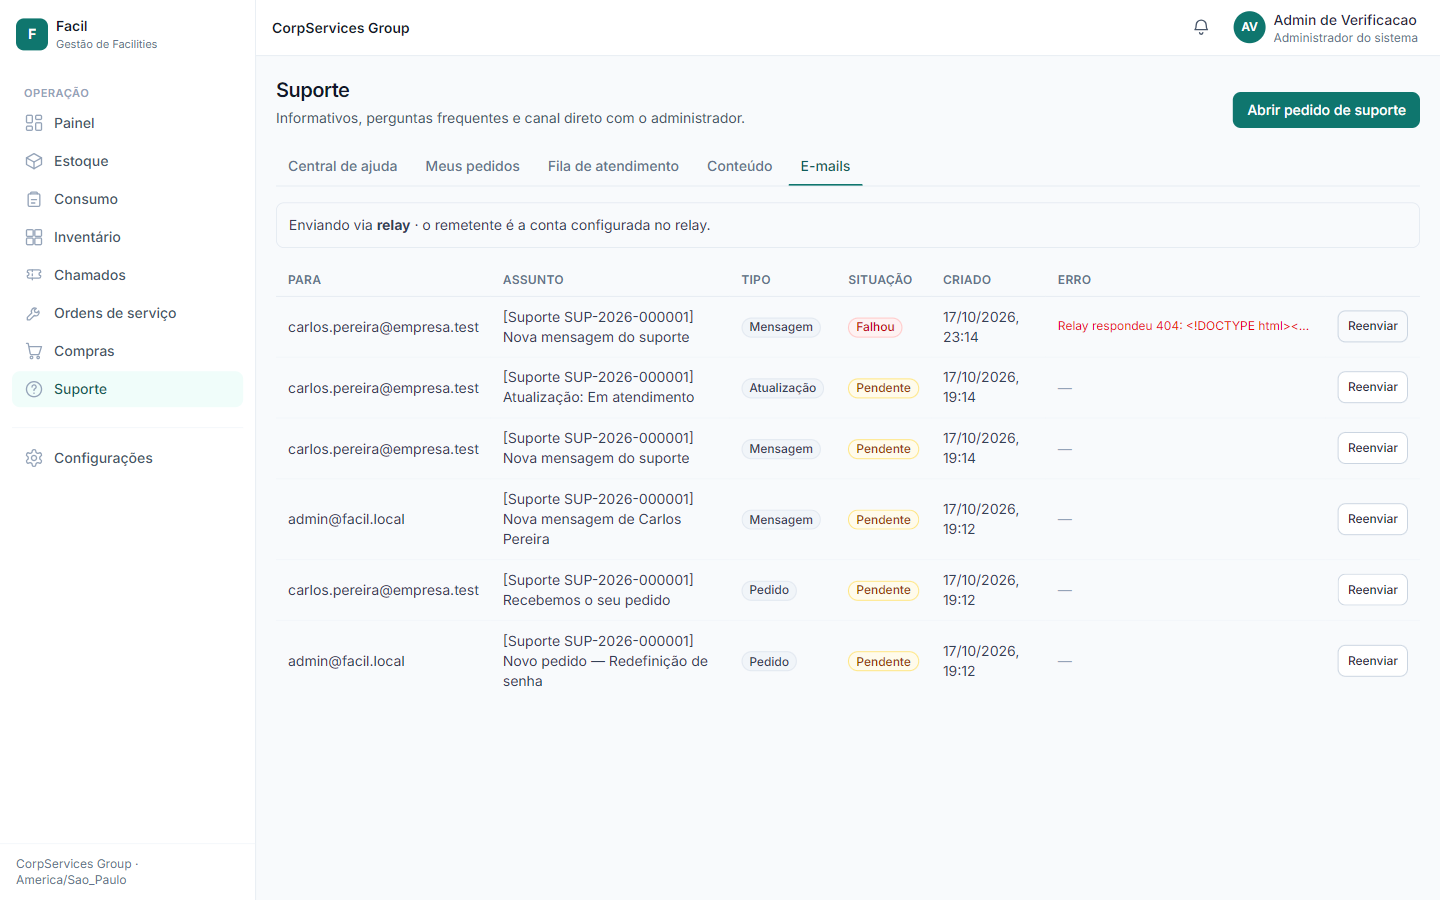 F
Facil
Gestão de Facilities
OPERAÇÃO
Painel
Estoque
Consumo
Inventário
Chamados
Ordens de serviço
Compras
Suporte
Configurações
CorpServices Group ·
America/Sao_Paulo
CorpServices Group
AV
Admin de Verificacao
Administrador do sistema
Suporte
Informativos, perguntas frequentes e canal direto com o administrador.
Abrir pedido de suporte
Central de ajuda Meus pedidos Fila de atendimento Conteúdo E-mails
Enviando via relay · o remetente é a conta configurada no relay.
PARA ASSUNTO TIPO SITUAÇÃO CRIADO ERRO
carlos.pereira@empresa.test
[Suporte SUP-2026-000001]
Nova mensagem do suporte
Mensagem
Falhou
17/10/2026,
23:14
Relay respondeu 404: <!DOCTYPE html><...
Reenviar
carlos.pereira@empresa.test
[Suporte SUP-2026-000001]
Atualização: Em atendimento
Atualização
Pendente
17/10/2026,
19:14
—
Reenviar
carlos.pereira@empresa.test
[Suporte SUP-2026-000001]
Nova mensagem do suporte
Mensagem
Pendente
17/10/2026,
19:14
—
Reenviar
admin@facil.local
[Suporte SUP-2026-000001]
Nova mensagem de Carlos
Pereira
Mensagem
Pendente
17/10/2026,
19:12
—
Reenviar
carlos.pereira@empresa.test
[Suporte SUP-2026-000001]
Recebemos o seu pedido
Pedido
Pendente
17/10/2026,
19:12
—
Reenviar
admin@facil.local
[Suporte SUP-2026-000001]
Novo pedido — Redefinição de
senha
Pedido
Pendente
17/10/2026,
19:12
—
Reenviar